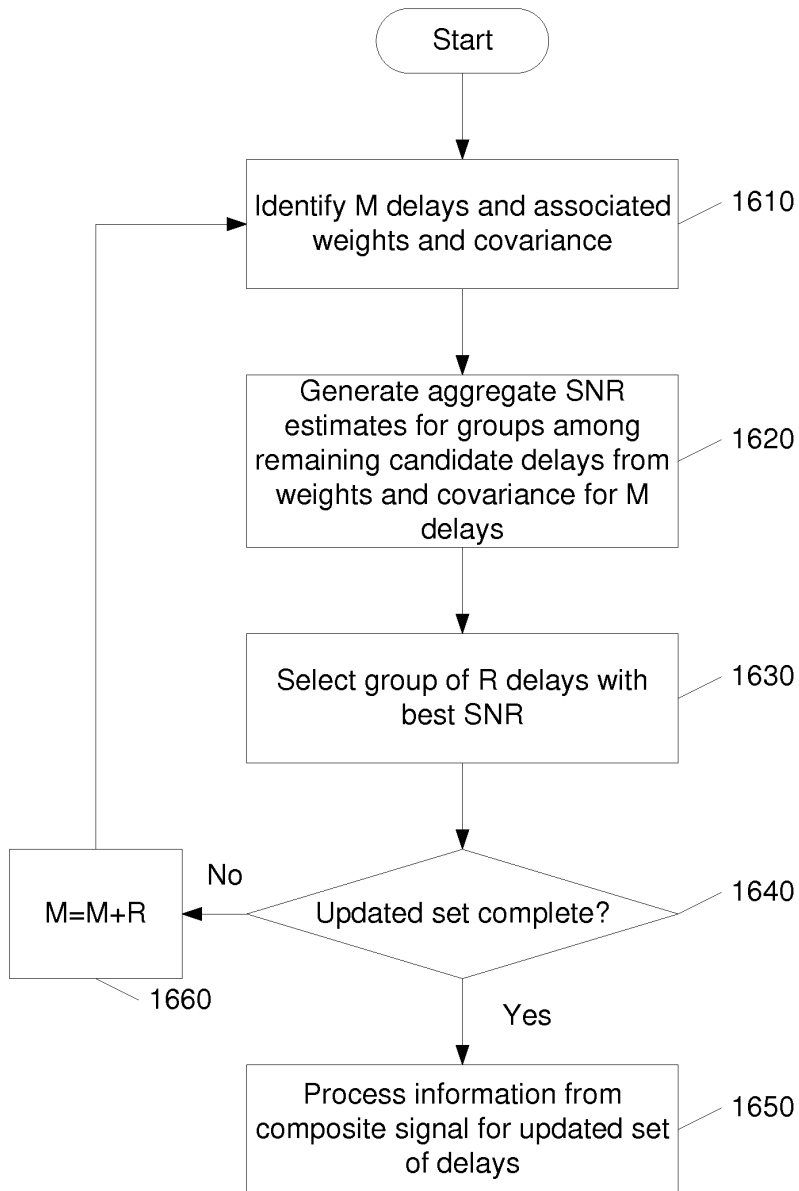 Start
Identify M delays and associated
weights and covariance
1610
Generate aggregate SNR
estimates for groups among
remaining candidate delays from
weights and covariance for M
delays
1620
Select group of R delays with
best SNR
1630
Updated set complete?
1640
No
M=M+R
1660
Yes
Process information from
composite signal for updated set
of delays
1650